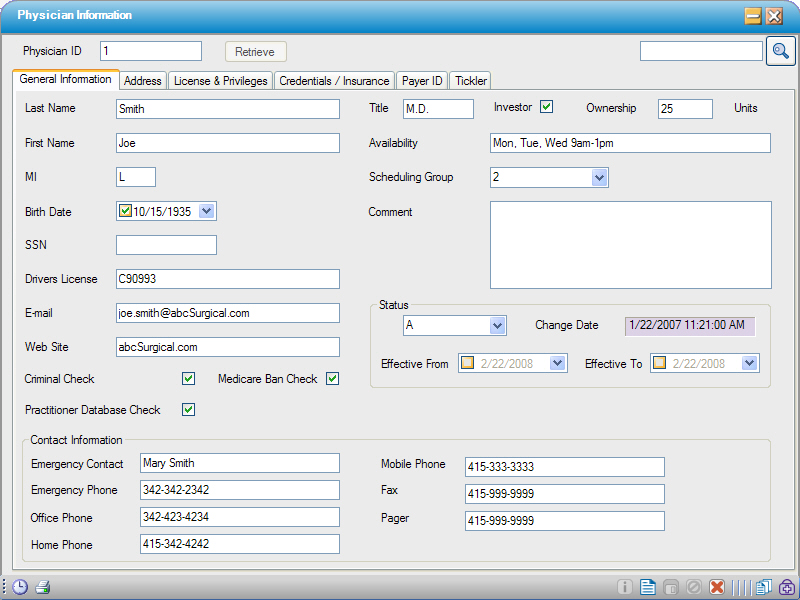 Physician Information
Physician ID 1 Retrieve
General Information Address License & Privileges Credentials / Insurance Payer ID Tickler
Last Name Smith Title M.D. Investor Ownership 25 Units
First Name Joe Availability Mon, Tue, Wed 9am-1pm
MI L Scheduling Group 2
Birth Date 10/15/1935 Comment
SSN
Drivers License C90993
E-mail joe.smith@abcSurgical.com
Web Site abcSurgical.com
Status
A Change Date 1/22/2007 11:21:00 AM
Effective From 2/22/2008 Effective To 2/22/2008
Criminal Check Medicare Ban Check
Practitioner Database Check
Contact Information
Emergency Contact Mary Smith Mobile Phone 415-333-3333
Emergency Phone 342-342-2342 Fax 415-999-9999
Office Phone 342-423-4234 Pager 415-999-9999
Home Phone 415-342-4242